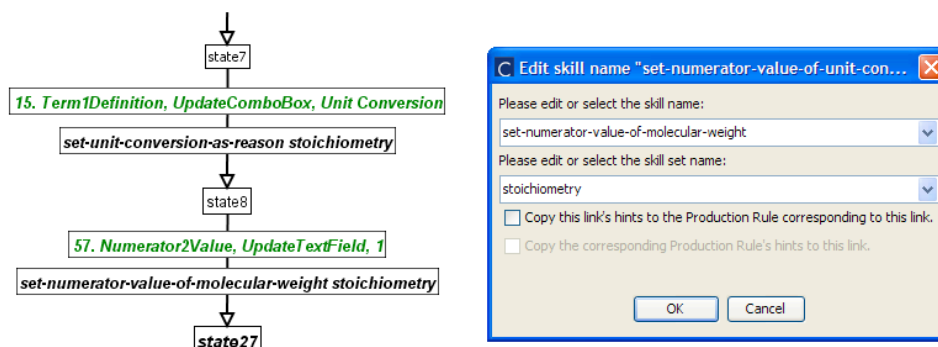 state7
15. Term1Definition, UpdateComboBox, Unit Conversion
set-unit-conversion-as-reason stoichiometry
state8
57. Numerator2Value, UpdateTextField, 1
set-numerator-value-of-molecular-weight stoichiometry
state27
Edit skill name "set-numerator-value-of-unit-con...
Please edit or select the skill name:
set-numerator-value-of-molecular-weight
Please edit or select the skill set name:
stoichiometry
Copy this link's hints to the Production Rule corresponding to this link.
Copy the corresponding Production Rule's hints to this link.
OK
Cancel